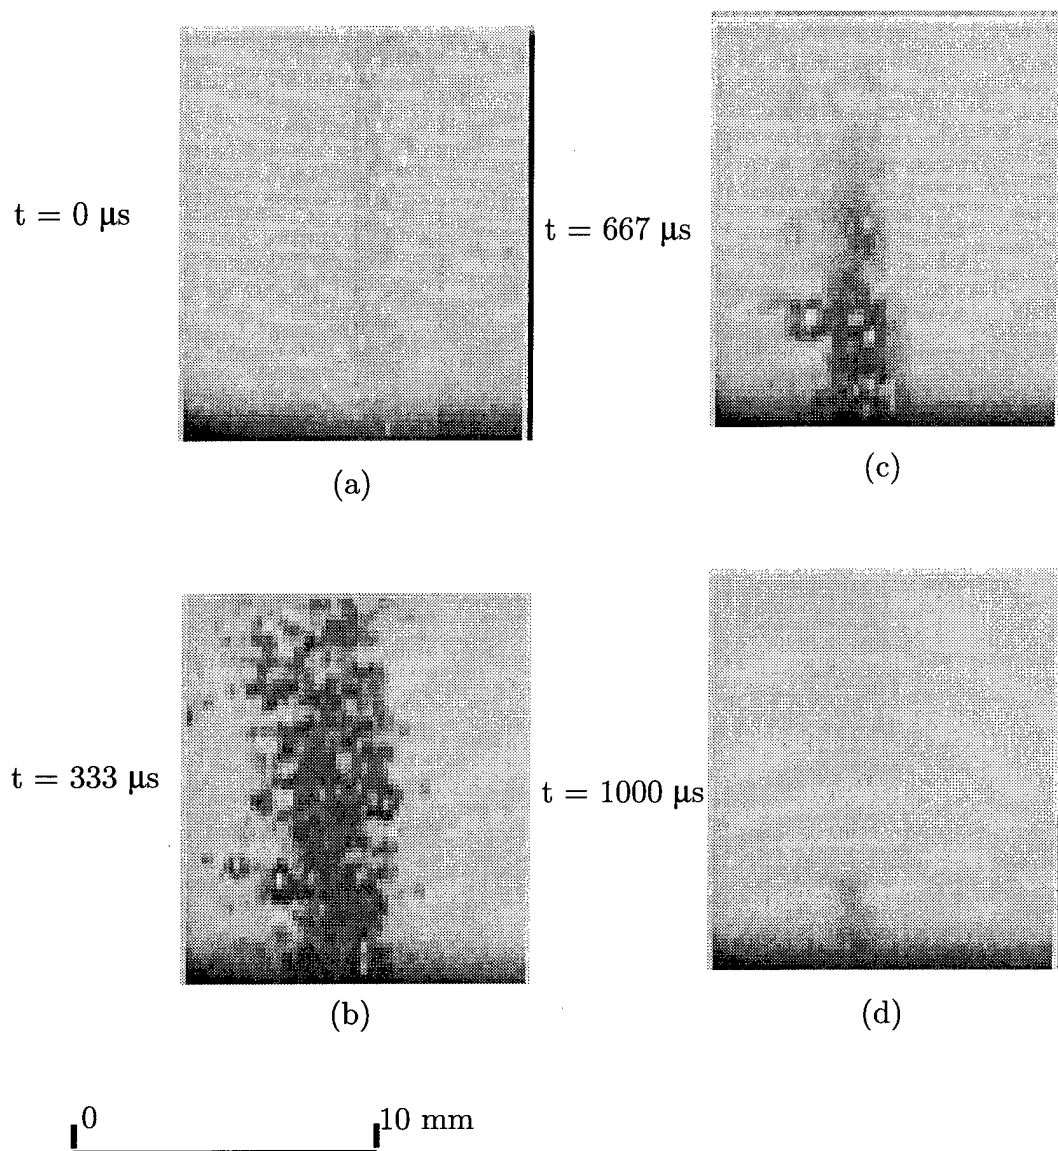 t = 0 μs
(a)
t = 667 μs
(c)
t = 333 μs
(b)
t = 1000 μs
(d)
0
10 mm